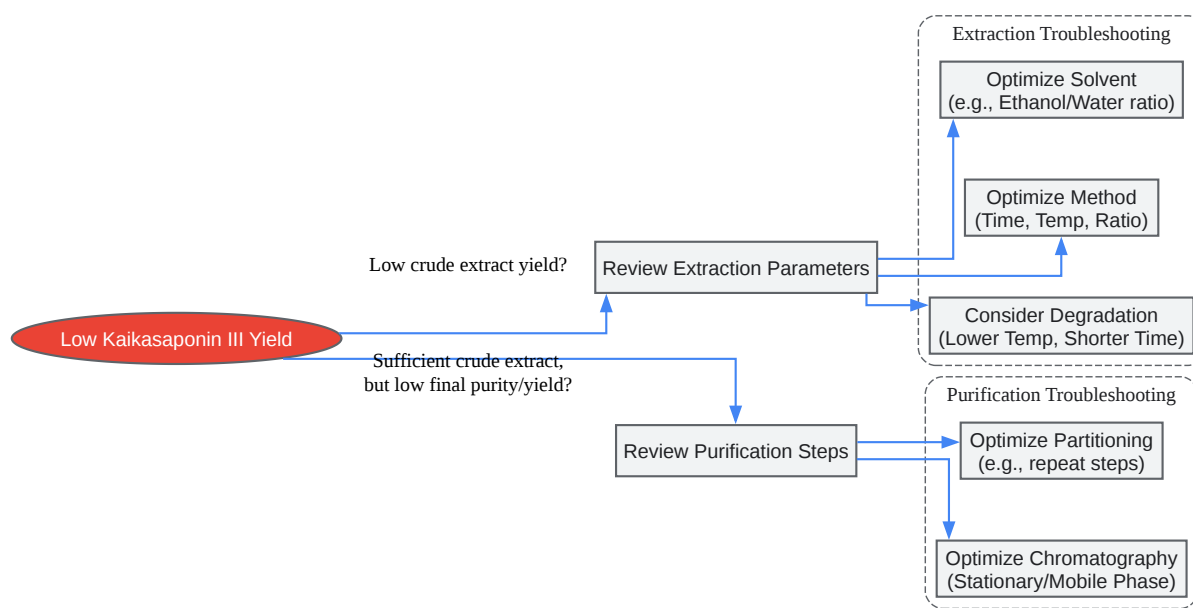 Extraction Troubleshooting
Optimize Solvent
(e.g., Ethanol/Water ratio)
Optimize Method
(Time, Temp, Ratio)
Low crude extract yield?
Review Extraction Parameters
Consider Degradation
(Lower Temp, Shorter Time)
Low Kaikasaponin III Yield
Sufficient crude extract,
but low final purity/yield?
Purification Troubleshooting
Review Purification Steps
Optimize Partitioning
(e.g., repeat steps)
Optimize Chromatography
(Stationary/Mobile Phase)